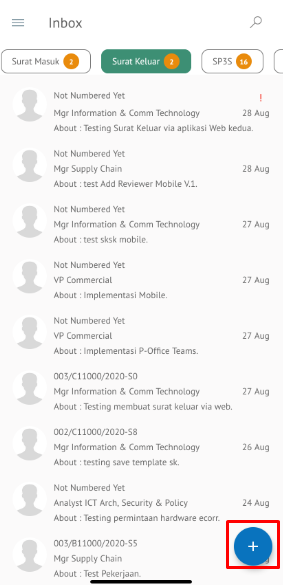 Inbox
Surat Masuk 2
Surat Keluar 2
SP3S 16
Not Numbered Yet
!
Mgr Information & Comm Technology 28 Aug
About : Testing Surat Keluar via aplikasi Web kedua.
Not Numbered Yet
Mgr Supply Chain 28 Aug
About : test Add Reviewer Mobile V.1.
Not Numbered Yet
Mgr Information & Comm Technology 27 Aug
About : test sksk mobile.
Not Numbered Yet
VP Commercial 27 Aug
About : Implementasi Mobile.
Not Numbered Yet
VP Commercial 27 Aug
About : Implementasi P-Office Teams.
003/C11000/2020-S0
Mgr Information & Comm Technology 27 Aug
About : Testing membuat surat keluar via web.
002/C11000/2020-S8
Mgr Information & Comm Technology 26 Aug
About : testing save template sk.
Not Numbered Yet
Analyst ICT Arch, Security & Policy 24 Aug
About : Testing permintaan hardware ecorr.
003/B11000/2020-S5
Mgr Supply Chain Aug
About : Test Pekerjaan.
+